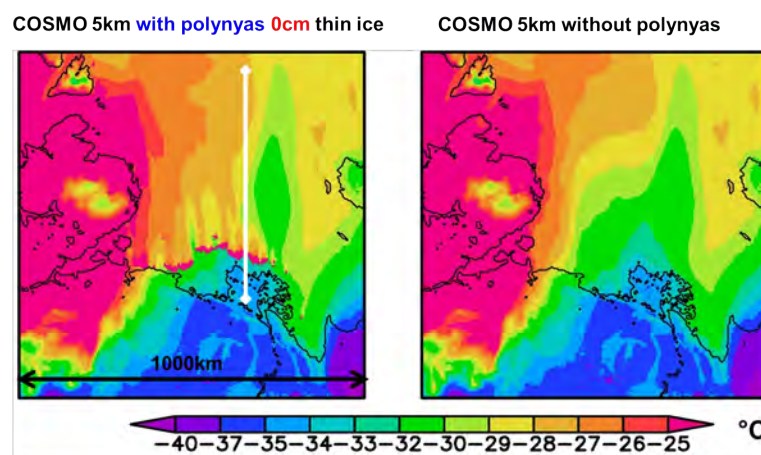 COSMO 5km with polynyas 0cm thin ice
COSMO 5km without polynyas
1000km
-40-37-35-34-33-32-30-29-28-27-26-25
°C